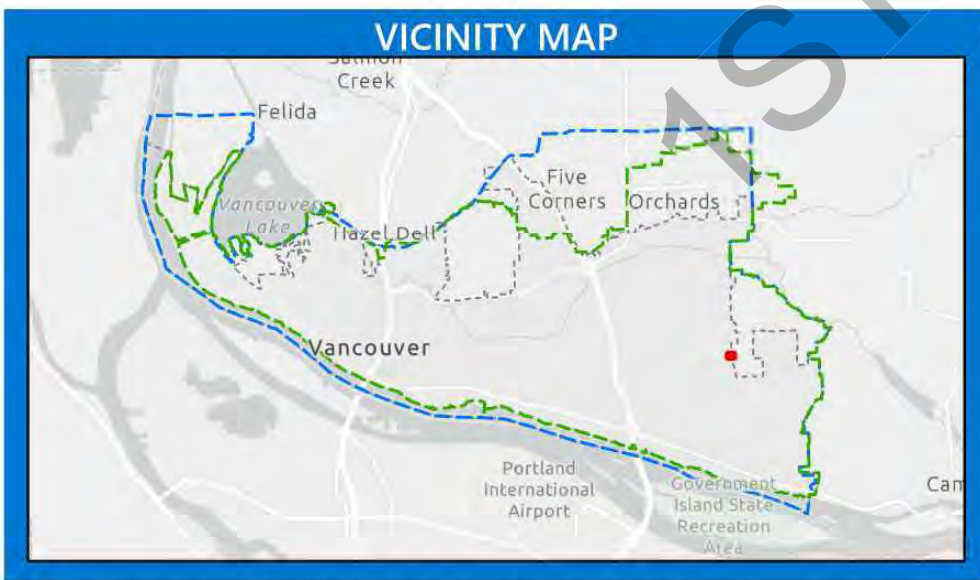 VICINITY MAP
Salmon
Creek
Felida
Five
Corners
Orchards
Vancouver
Lake
Hazel Dell
Vancouver
Portland
International
Airport
Government
Island State
Recreation
Area